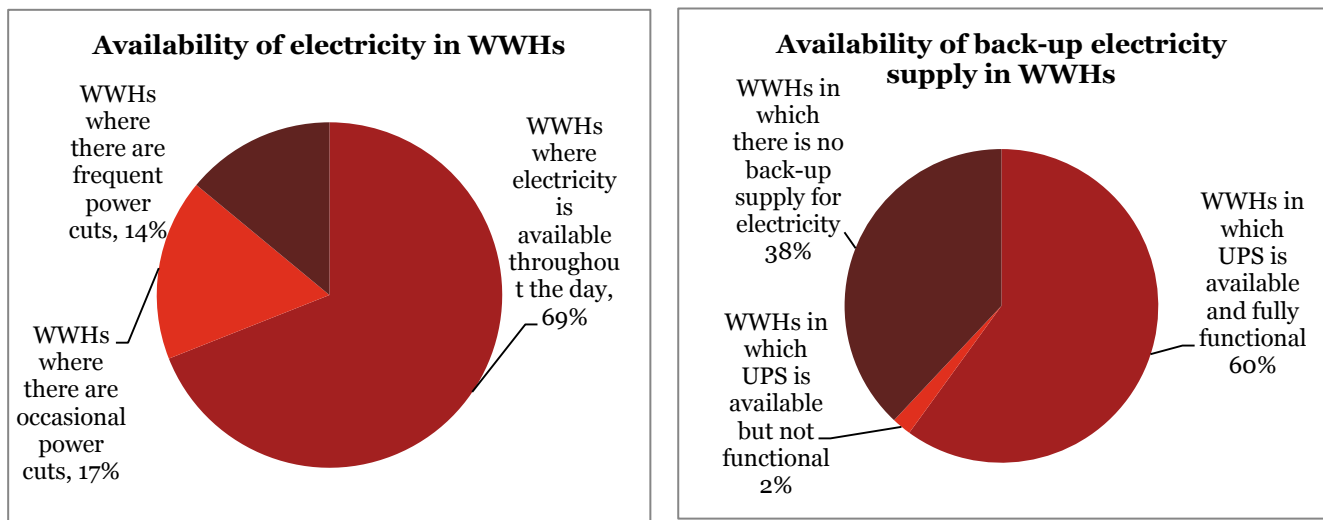 Availability of electricity in WWHs
WWHs
where
there are
frequent
power
cuts, 14%
WWHs
where
electricity
is
available
throughou
t the day,
69%
WWHs
where
there are
occasional
power
cuts, 17%
Availability of back-up electricity
supply in WWHs
WWHs in
which
there is no
back-up
supply for
electricity
38%
WWHs in
which
UPS is
available
and fully
functional
60%
WWHs in
which
UPS is
available
but not
functional
2%